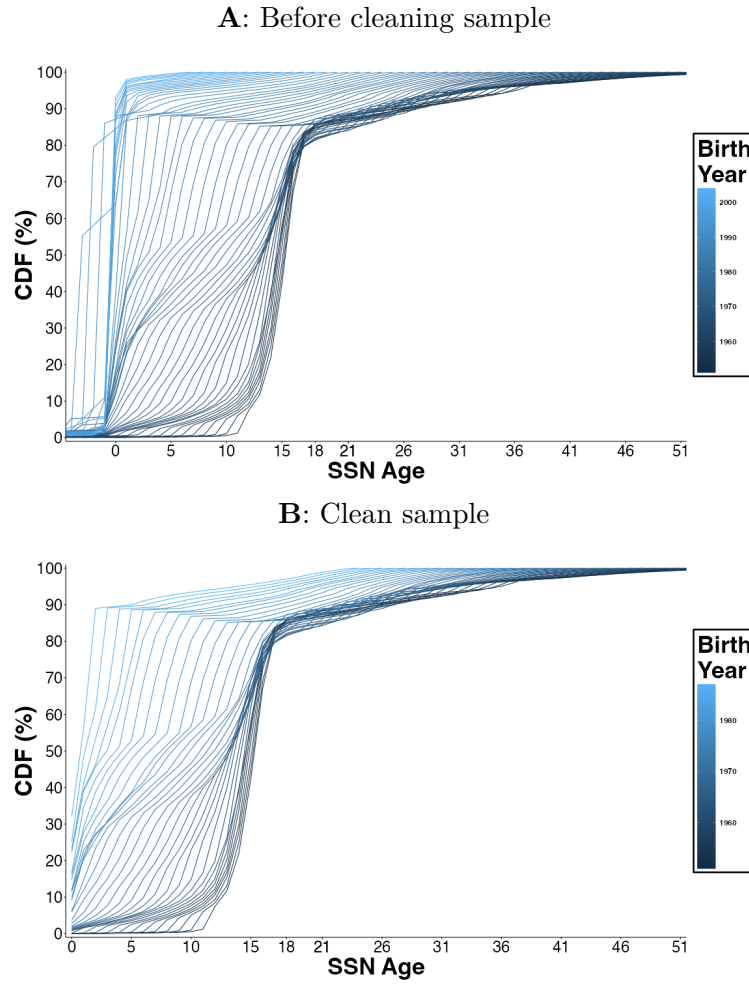 A: Before cleaning sample
100
90
80
70
60
50
40
30
20
10
0
CDF (%)
0 5 10 15 18 21 26 31 36 41 46 51
SSN Age
Birth
Year
2000
1990
1980
1970
1960
B: Clean sample
100
90
80
70
60
50
40
30
20
10
0
CDF (%)
0 5 10 15 18 21 26 31 36 41 46 51
SSN Age
Birth
Year
1980
1970
1960